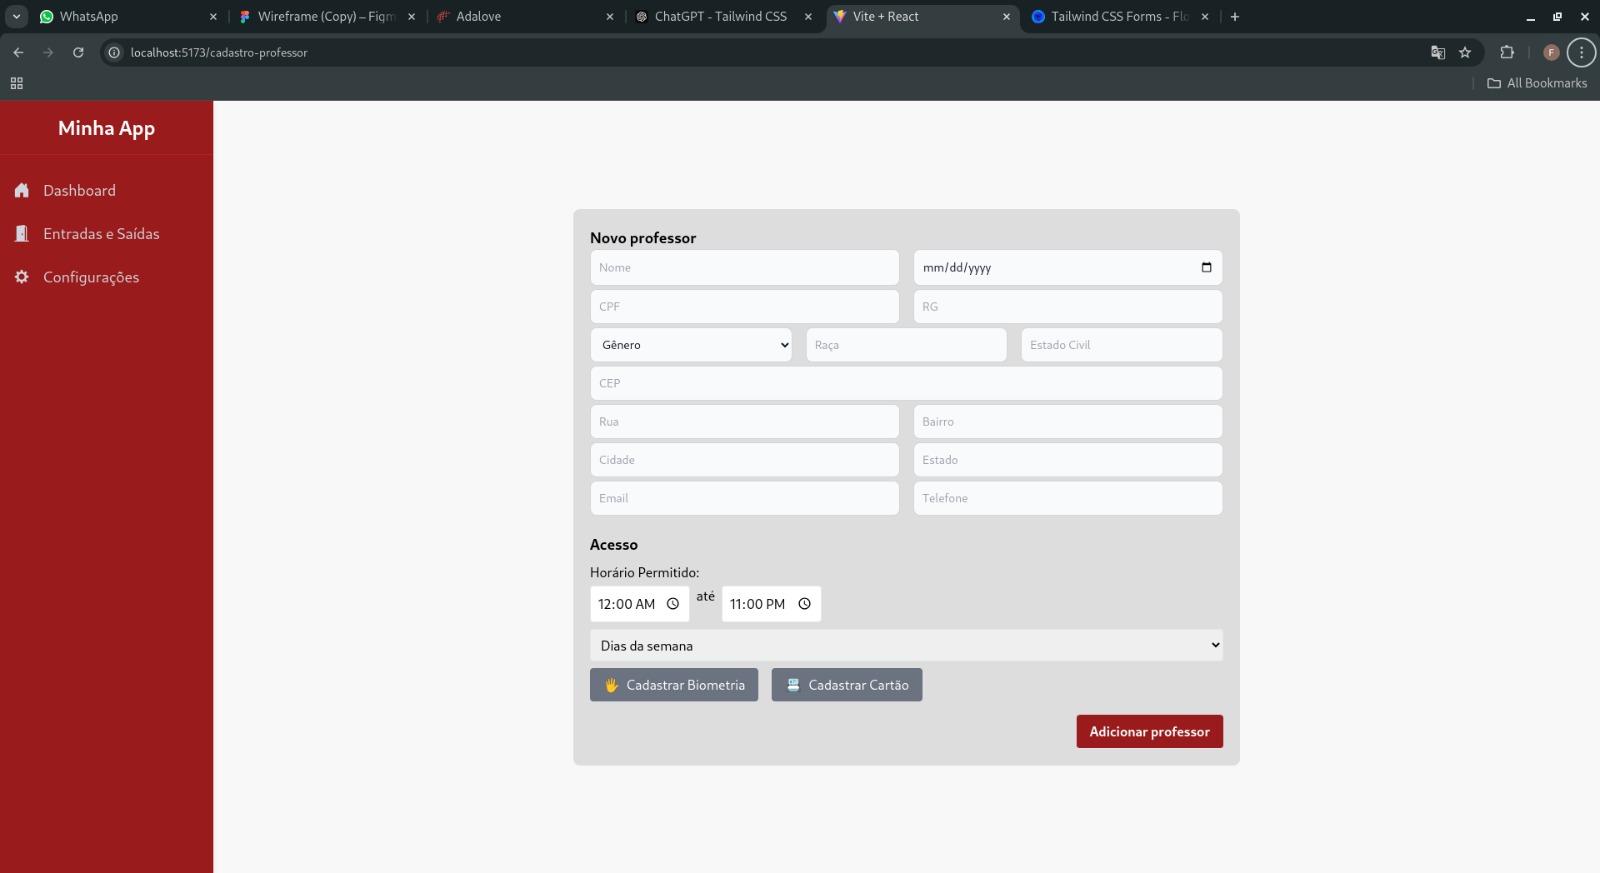 WhatsApp
Wireframe (Copy) – Figm
Adalove
ChatGPT - Tailwind CSS
Vite + React
Tailwind CSS Forms - Flo
localhost:5173/cadastro-professor
F
All Bookmarks
Minha App
Dashboard
Entradas e Saídas
Configurações
Novo professor
Nome
mm/dd/yyyy
CPF
RG
Gênero
Raça
Estado Civil
CEP
Rua
Bairro
Cidade
Estado
Email
Telefone
Acesso
Horário Permitido:
12:00 AM até 11:00 PM
Dias da semana
Cadastrar Biometria
Cadastrar Cartão
Adicionar professor